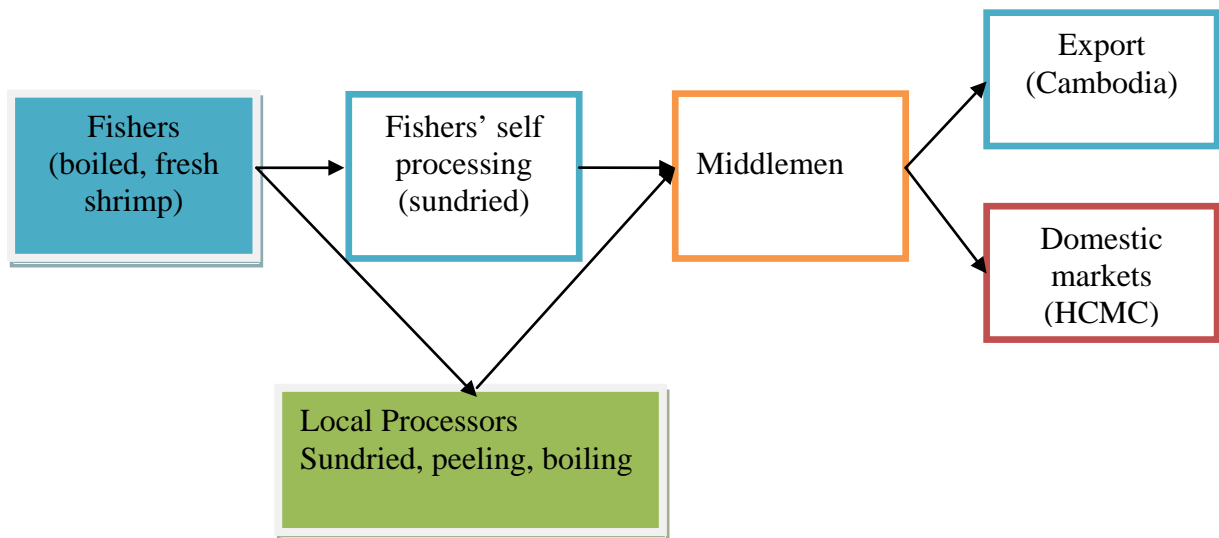 Fishers
(boiled, fresh
shrimp)
Fishers’ self
processing
(sundried)
Middlemen
Export
(Cambodia)
Domestic
markets
(HCMC)
Local Processors
Sundried, peeling, boiling